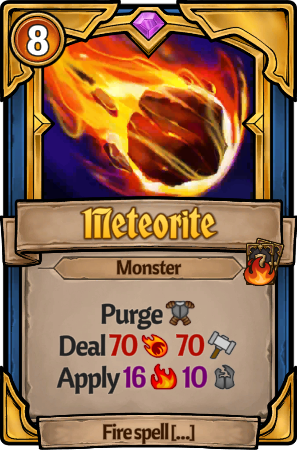 8
Meteorite
Monster
Purge
Deal 70 70
Apply 16 10
Fire spell [...]